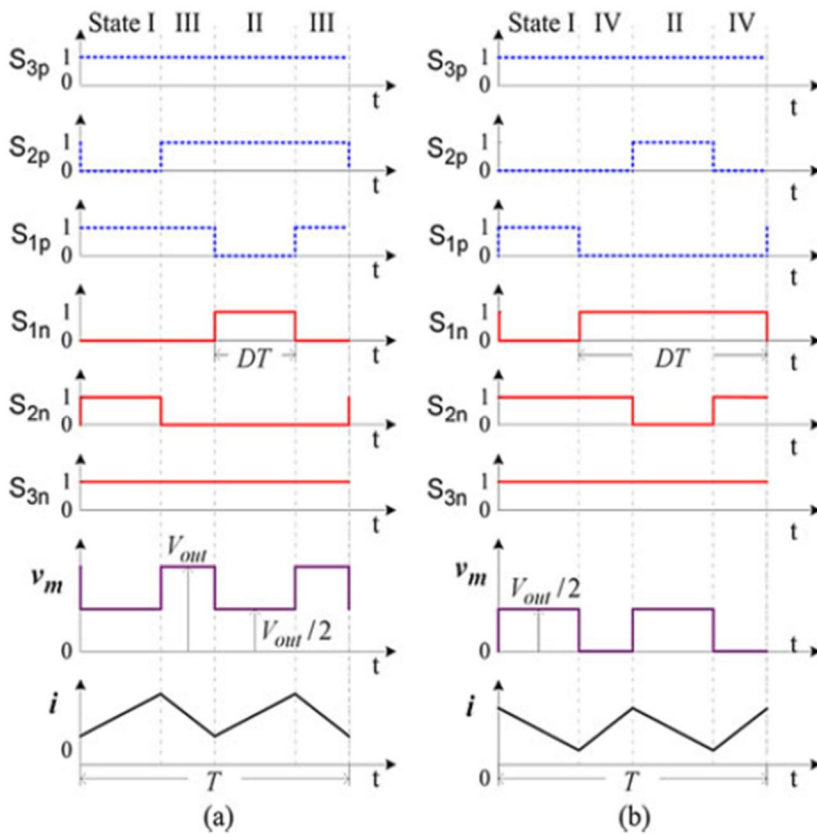 State I III II III
S3p 1 0 t
S2p 1 0 t
S1p 1 0 t
S1n 1 0 DT t
S2n 1 0 t
S3n 1 0 t
vm Vout Vout/2 0 t
i 0 T t
(a)
State I IV II IV
S3p 1 0 t
S2p 1 0 t
S1p 1 0 t
S1n 1 0 DT t
S2n 1 0 t
S3n 1 0 t
vm Vout/2 0 t
i 0 T t
(b)